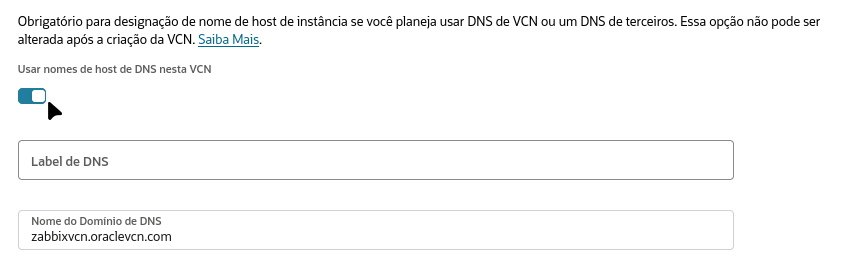 Obrigatório para designação de nome de host de instância se você planeja usar DNS de VCN ou um DNS de terceiros. Essa opção não pode ser
alterada após a criação da VCN. Saiba Mais.
Usar nomes de host de DNS nesta VCN
Label de DNS
Nome do Domínio de DNS
zabbixvcn.oraclevcn.com